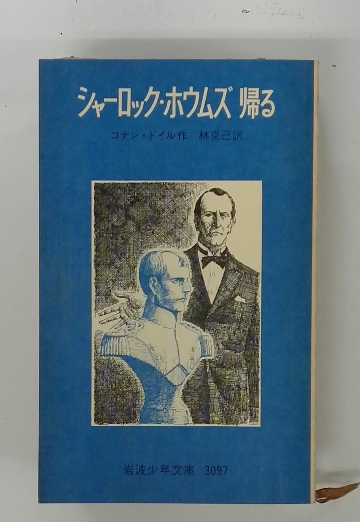 シャーロック・ホウムズ 帰る
コナン・ドイル作 林克己訳
岩波少年文庫 3097